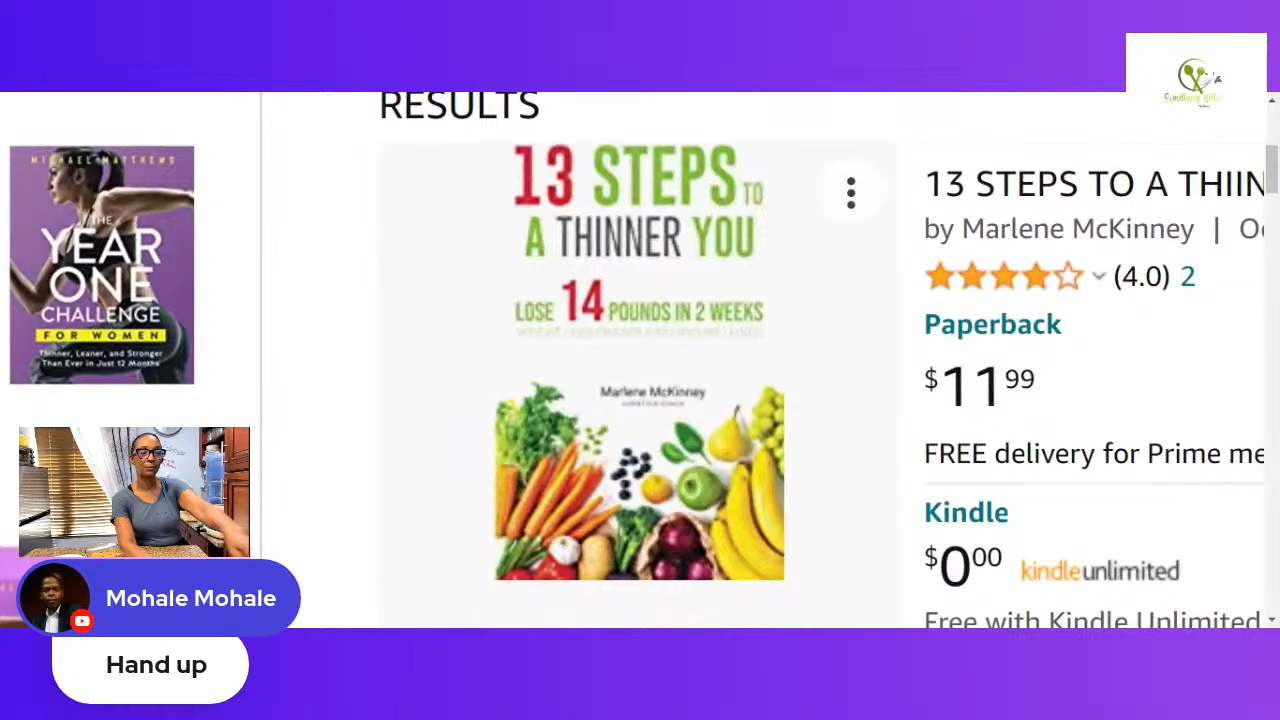 RESULTS
MICHAEL MATTHEWS
THE
YEAR
ONE
CHALLENGE
FOR WOMEN
Thinner, Leaner, and Stronger
Than Ever in Just 12 Months
13 STEPS TO
A THINNER YOU
LOSE 14 POUNDS IN 2 WEEKS
Marlene McKinney
13 STEPS TO A THIIN
by Marlene McKinney | Oc
(4.0) 2
Paperback
$11 99
FREE delivery for Prime me
Kindle
$0 00 kindleunlimited
Free with Kindle Unlimited
Mohale Mohale
Hand up